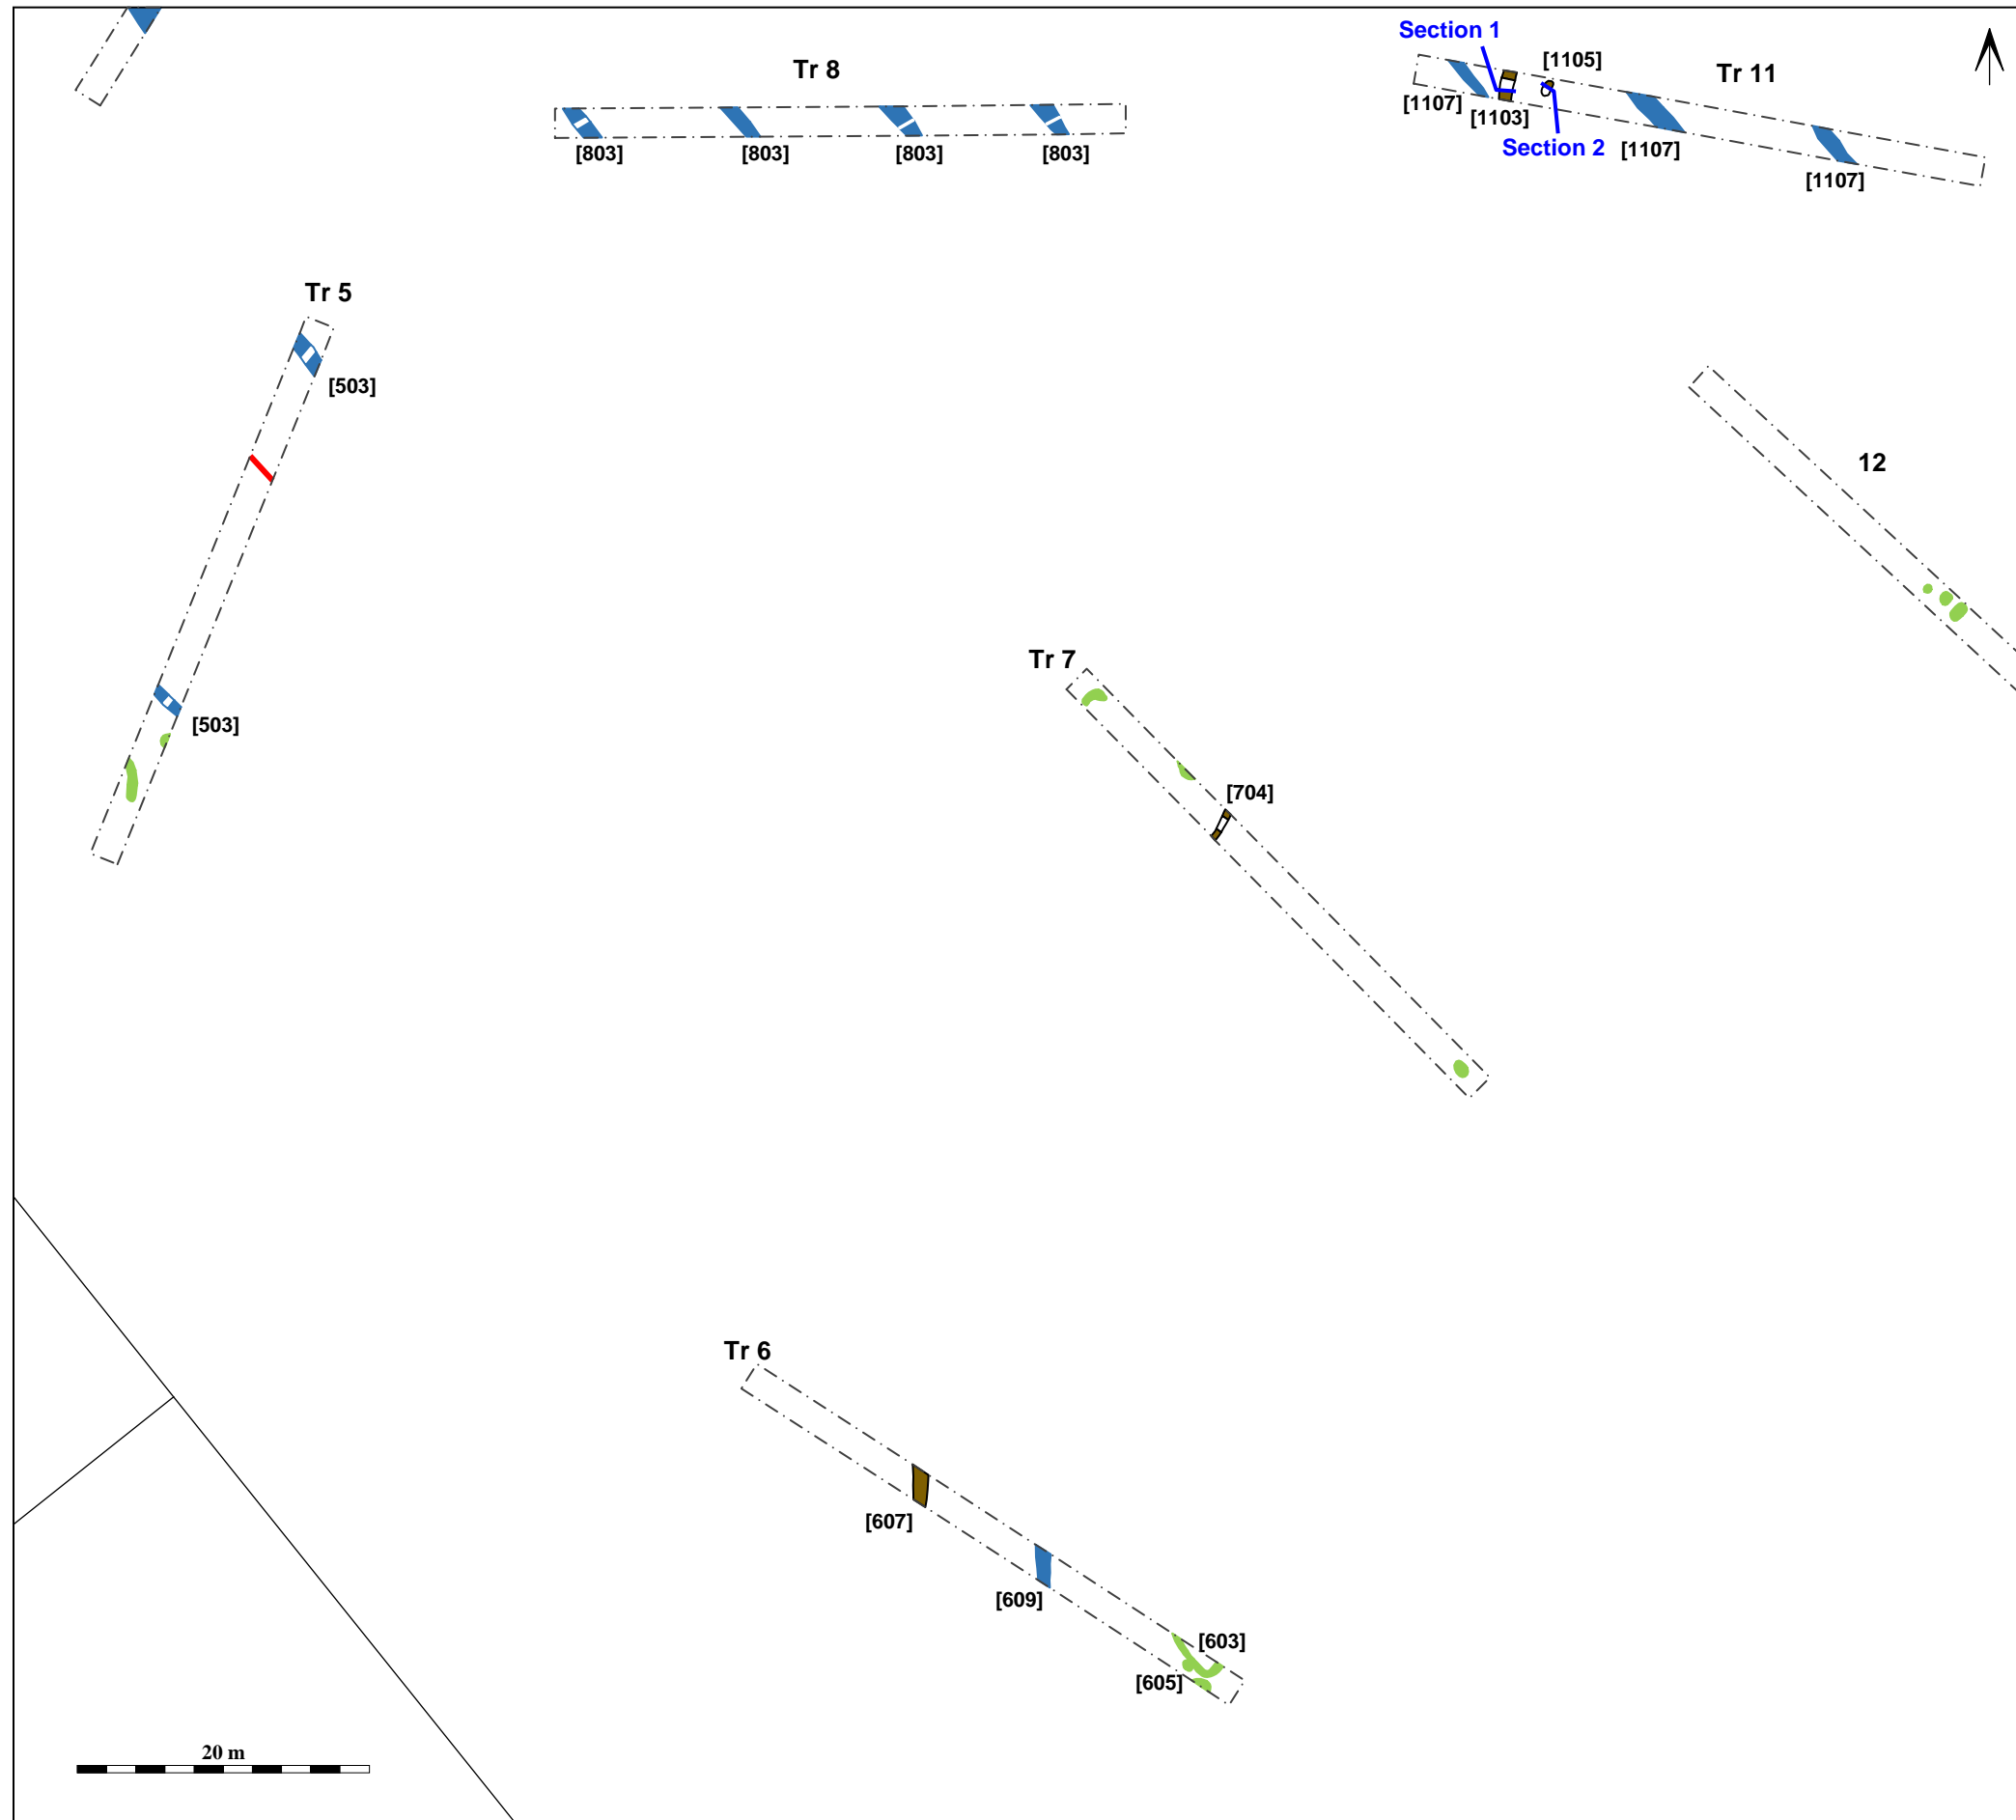 Section 1
[1105]
Tr 8
Tr 11
[1107]
[1103]
Section 2
[1107]
[803]
[803]
[803]
[803]
[1107]
Tr 5
[503]
12
Tr 7
[503]
[704]
Tr 6
[607]
[609]
[603]
[605]
20 m